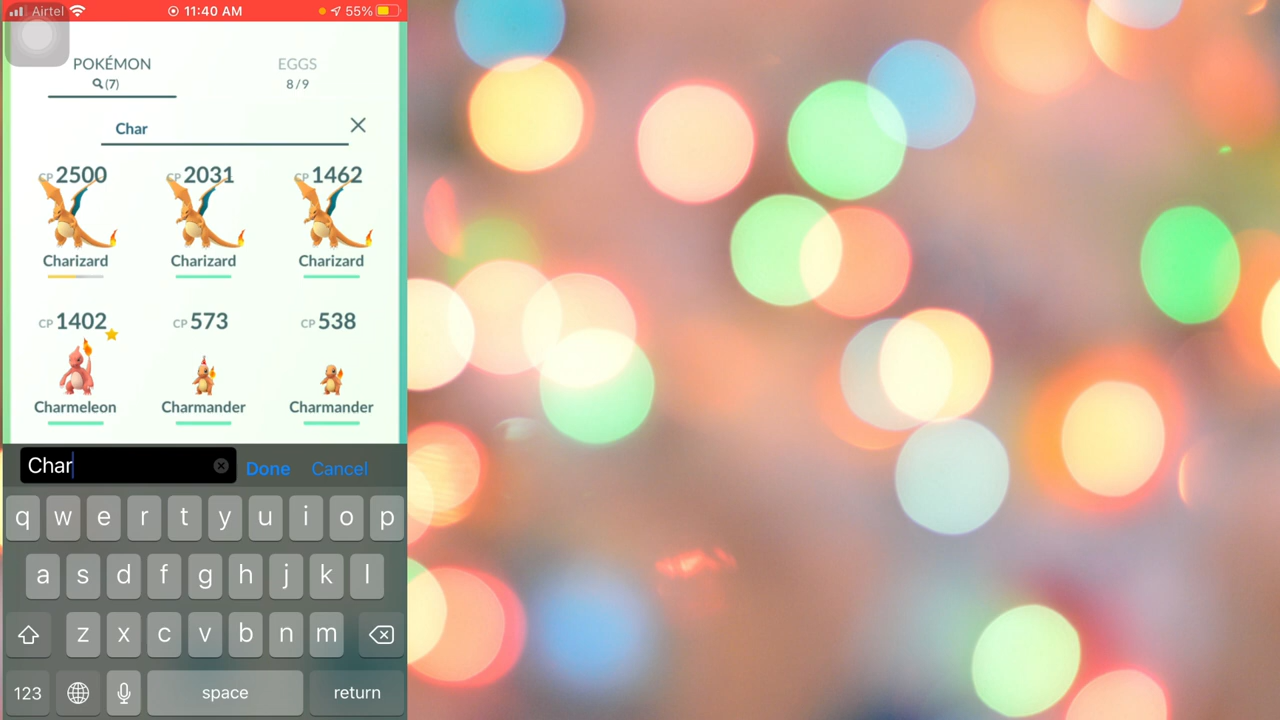 Airtel 11:40 AM 55%
POKÉMON EGGS
(7) 8/9
Char
CP 2500 CP 2031 CP 1462
Charizard Charizard Charizard
CP 1402 CP 573 CP 538
Charmeleon Charmander Charmander
Char Done Cancel
q w e r t y u i o p
a s d f g h j k l
z x c v b n m
123 space return